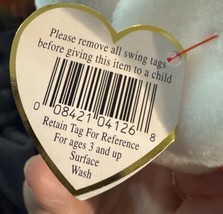 Please remove all swing tags
before giving this item to a child
0 08421 04126 8
Retain Tag For Reference
For ages 3 and up
Surface
Wash